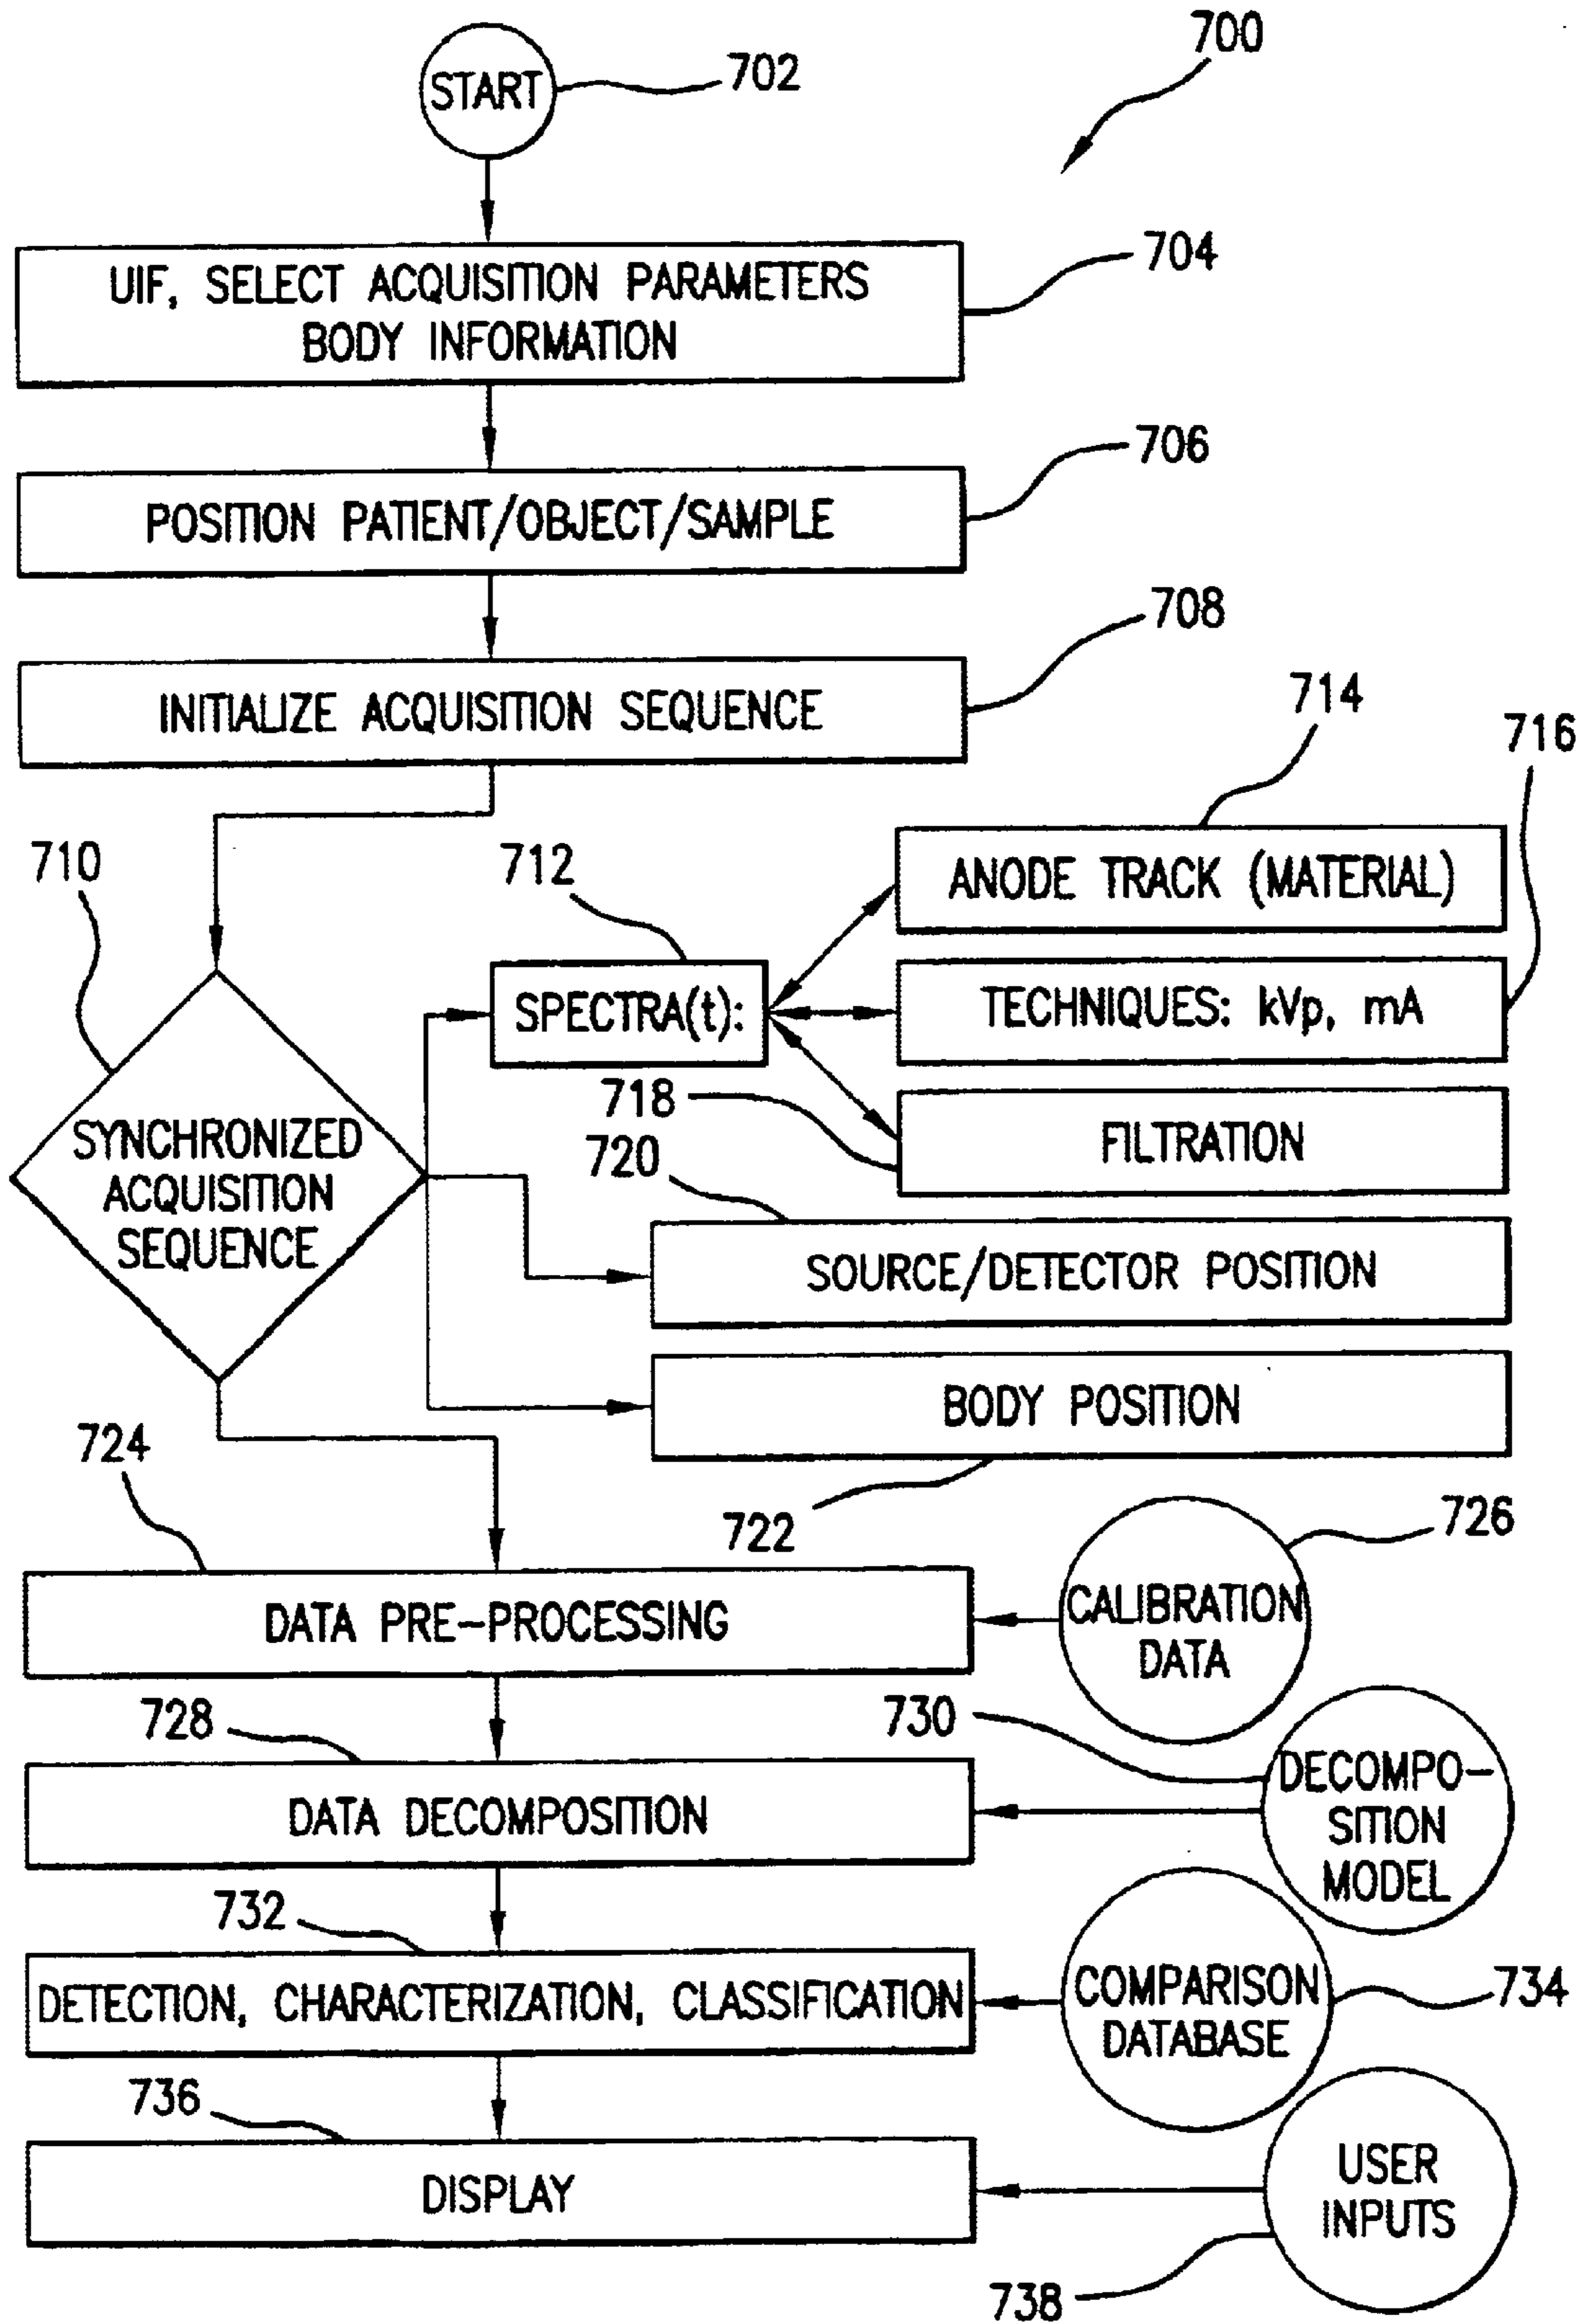 700
START
702
UIF, SELECT ACQUISITION PARAMETERS
BODY INFORMATION
704
706
POSITION PATIENT/OBJECT/SAMPLE
708
INITIALIZE ACQUISITION SEQUENCE
714
716
710
712
ANODE TRACK (MATERIAL)
SPECTRA(t):
TECHNIQUES: kVp, mA
718
FILTRATION
SYNCHRONIZED
ACQUISITION
SEQUENCE
720
SOURCE/DETECTOR POSITION
BODY POSITION
722
724
726
DATA PRE-PROCESSING
CALIBRATION
DATA
728
730
DATA DECOMPOSITION
DECOMPO-
SITION
MODEL
732
DETECTION, CHARACTERIZATION, CLASSIFICATION
COMPARISON
DATABASE
734
736
DISPLAY
USER
INPUTS
738